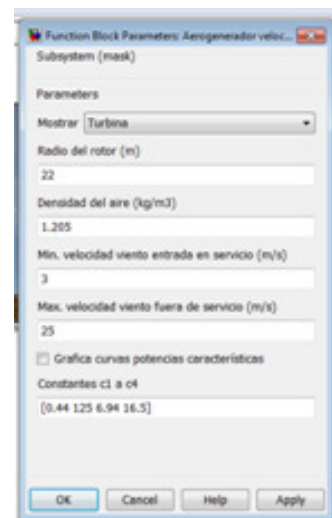 Function Block Parameters: Aerogenerador veloc...
Subsystem (mask)
Parameters
Mostrar Turbina
Radio del rotor (m)
22
Densidad del aire (kg/m3)
1.205
Min. velocidad viento entrada en servicio (m/s)
3
Max. velocidad viento fuera de servicio (m/s)
25
Grafica curvas potencias características
Constantes c1 a c4
[0.44 125 6.94 16.5]
OK Cancel Help Apply